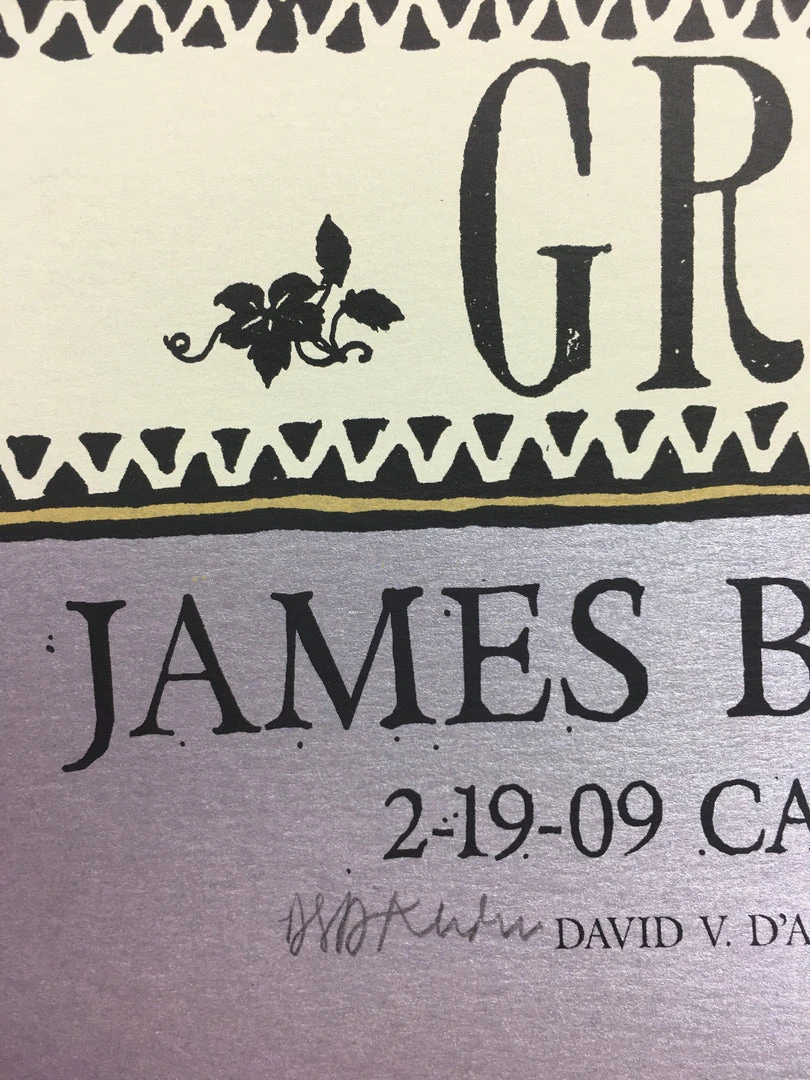 GR
JAMES B
2-19-09 CA
DAVID V. D'A